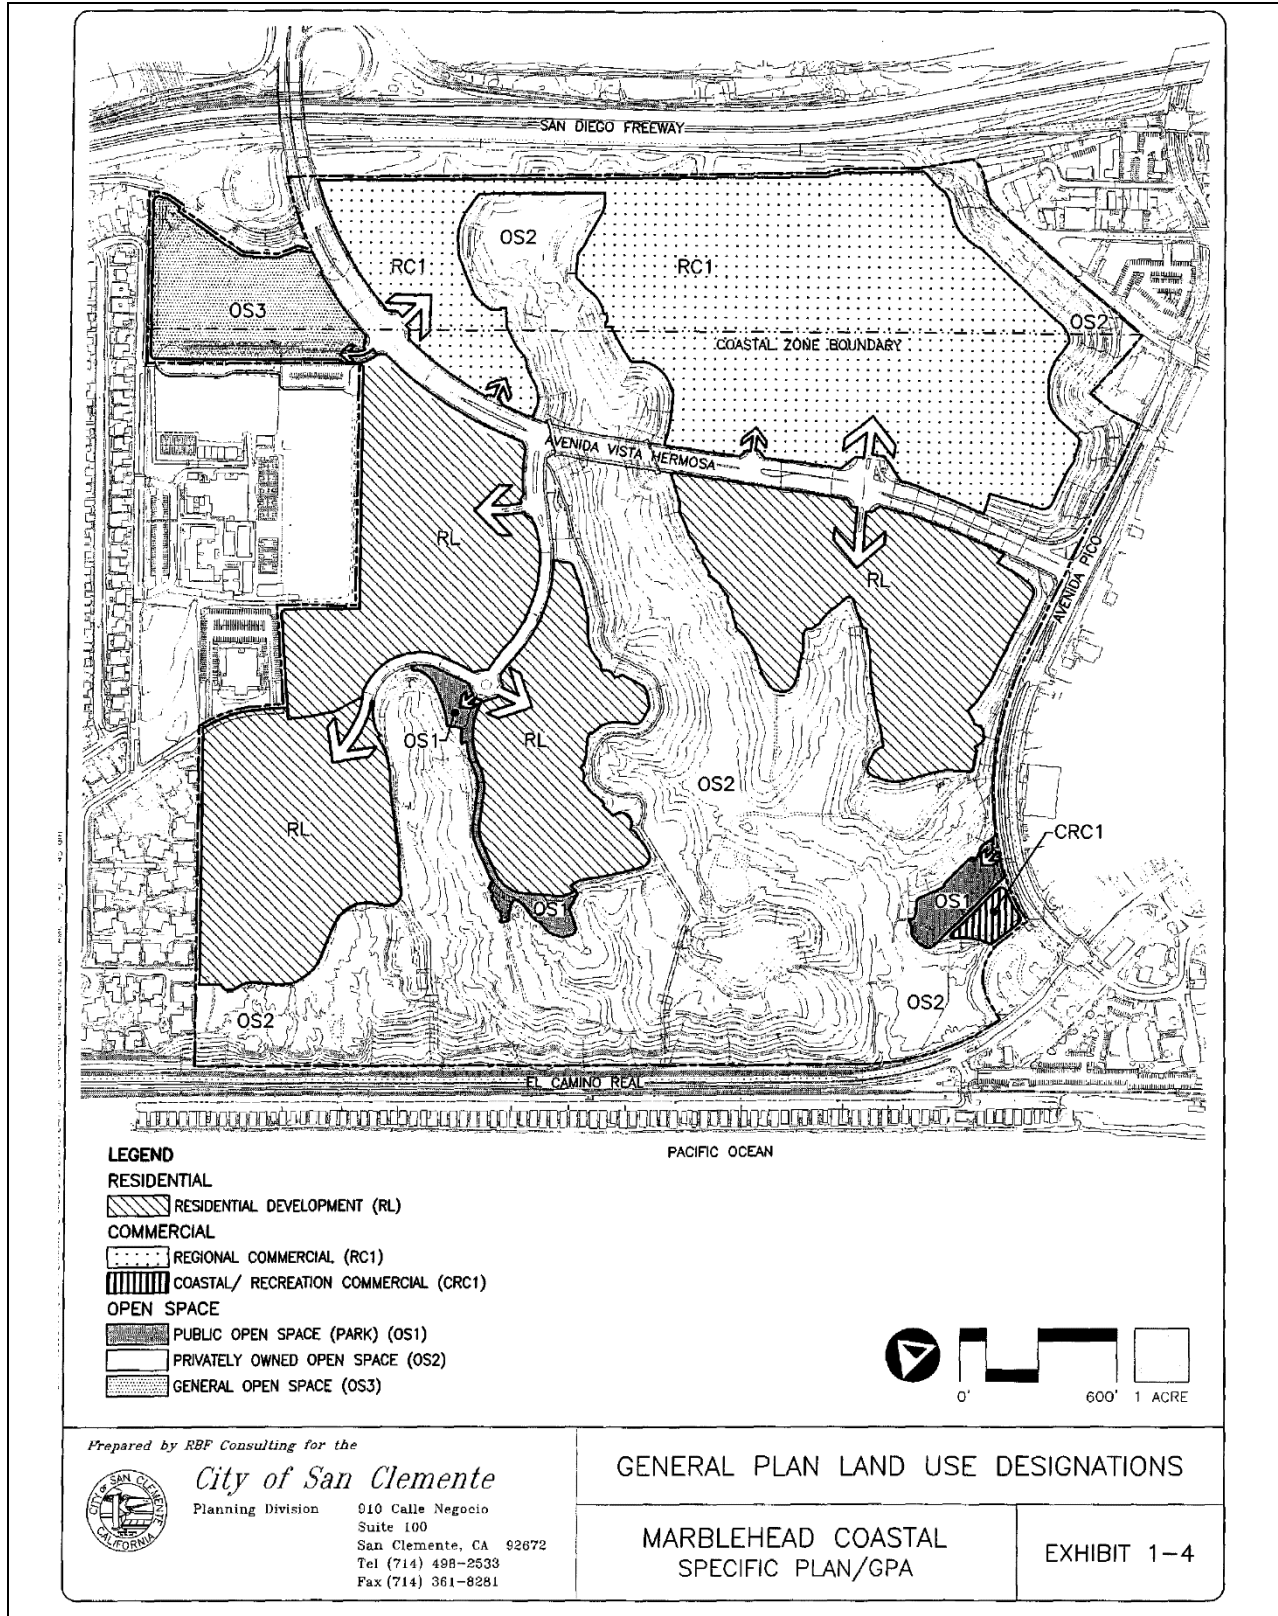 SAN DIEGO FREEWAY
OS2
RC1
RC1
OS3
OS2
COASTAL ZONE BOUNDARY
AVENIDA VISTA HERMOSA
RL
RL
AVENIDA PICO
OS1
RL
OS2
RL
CRC1
OS1
OS1
OS2
OS2
EL CAMINO REAL
PACIFIC OCEAN
LEGEND
RESIDENTIAL
RESIDENTIAL DEVELOPMENT (RL)
COMMERCIAL
REGIONAL COMMERCIAL (RC1)
COASTAL/ RECREATION COMMERCIAL (CRC1)
OPEN SPACE
PUBLIC OPEN SPACE (PARK) (OS1)
PRIVATELY OWNED OPEN SPACE (OS2)
GENERAL OPEN SPACE (OS3)
0' 600' 1 ACRE
Prepared by RBF Consulting for the
City of San Clemente
CITY OF SAN CLEMENTE
CALIFORNIA
Planning Division 910 Calle Negocio
Suite 100
San Clemente, CA 92672
Tel (714) 498-2533
Fax (714) 361-8281
GENERAL PLAN LAND USE DESIGNATIONS
MARBLEHEAD COASTAL
SPECIFIC PLAN/GPA
EXHIBIT 1-4